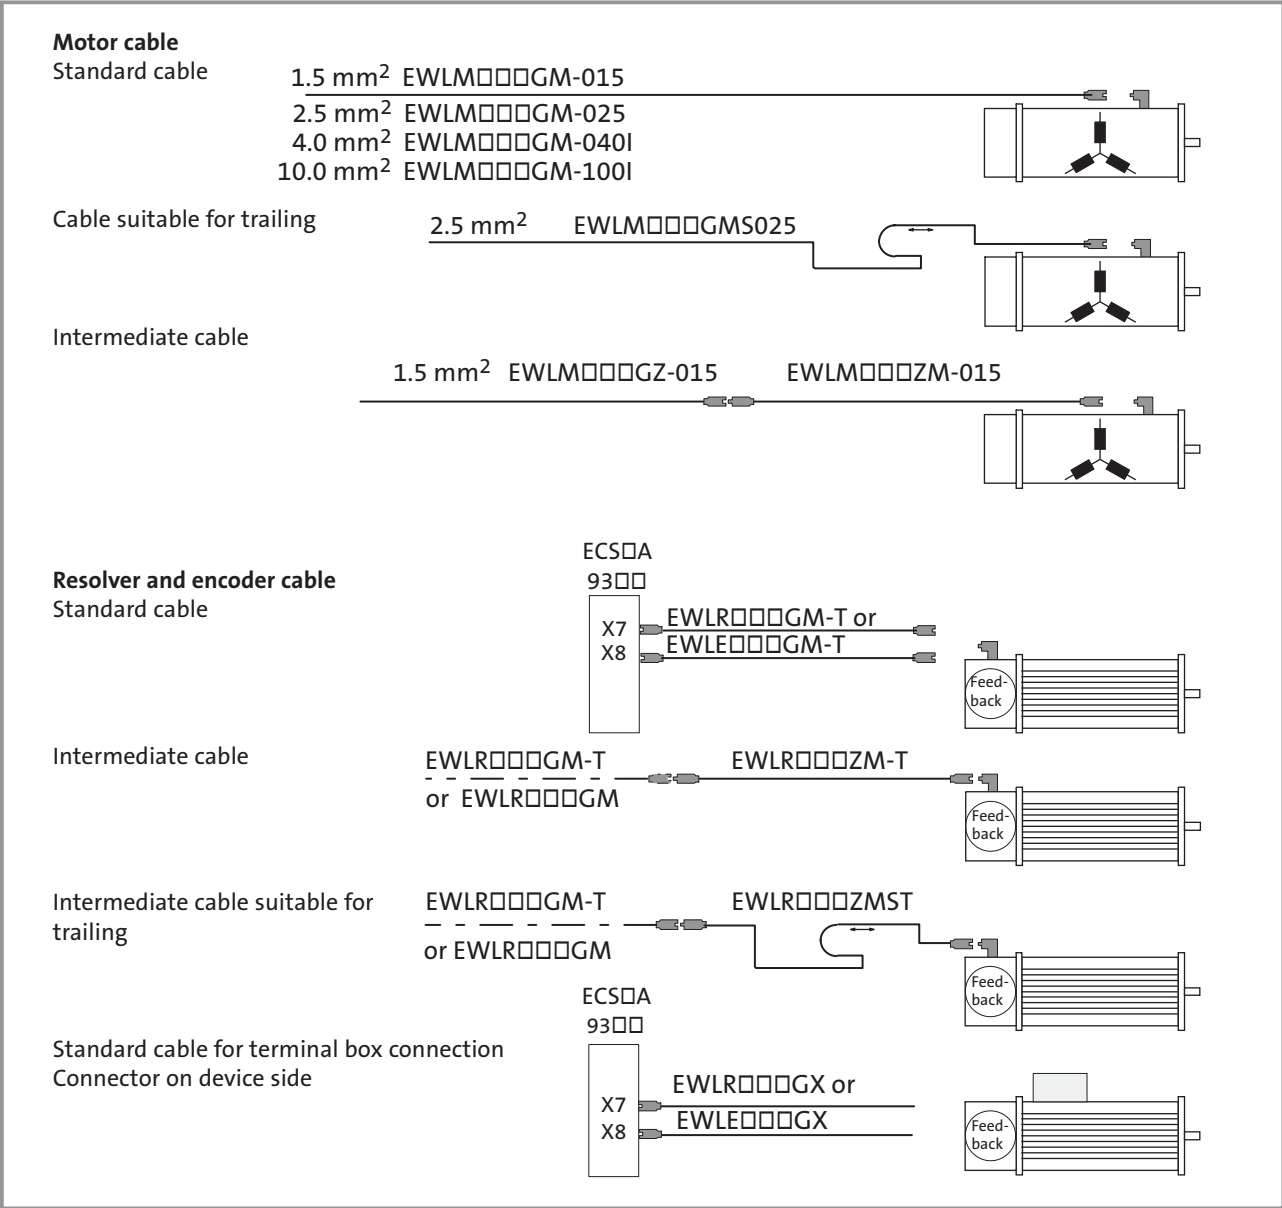 Motor cable
Standard cable
1.5 mm² EWLM□□□GM-015
2.5 mm² EWLM□□□GM-025
4.0 mm² EWLM□□□GM-040I
10.0 mm² EWLM□□□GM-100I
Cable suitable for trailing
2.5 mm² EWLM□□□GMS025
Intermediate cable
1.5 mm² EWLM□□□GZ-015 EWLM□□□ZM-015
ECS□A
Resolver and encoder cable
93□□
Standard cable
X7 EWLR□□□GM-T or
X8 EWLE□□□GM-T
Feed-
back
Intermediate cable
EWLR□□□GM-T EWLR□□□ZM-T
or EWLR□□□GM
Feed-
back
Intermediate cable suitable for
trailing
EWLR□□□GM-T EWLR□□□ZMST
or EWLR□□□GM
Feed-
back
ECS□A
93□□
Standard cable for terminal box connection
Connector on device side
X7 EWLR□□□GX or
X8 EWLE□□□GX
Feed-
back